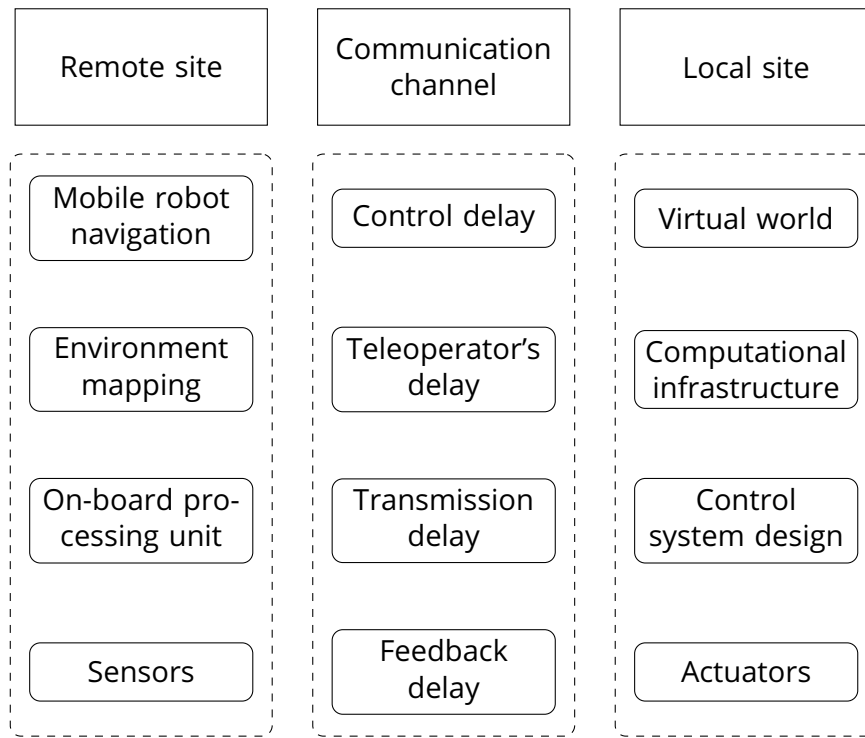 Remote site
Communication
channel
Local site
Mobile robot
navigation
Environment
mapping
On-board pro-
cessing unit
Sensors
Control delay
Teleoperator’s
delay
Transmission
delay
Feedback
delay
Virtual world
Computational
infrastructure
Control
system design
Actuators